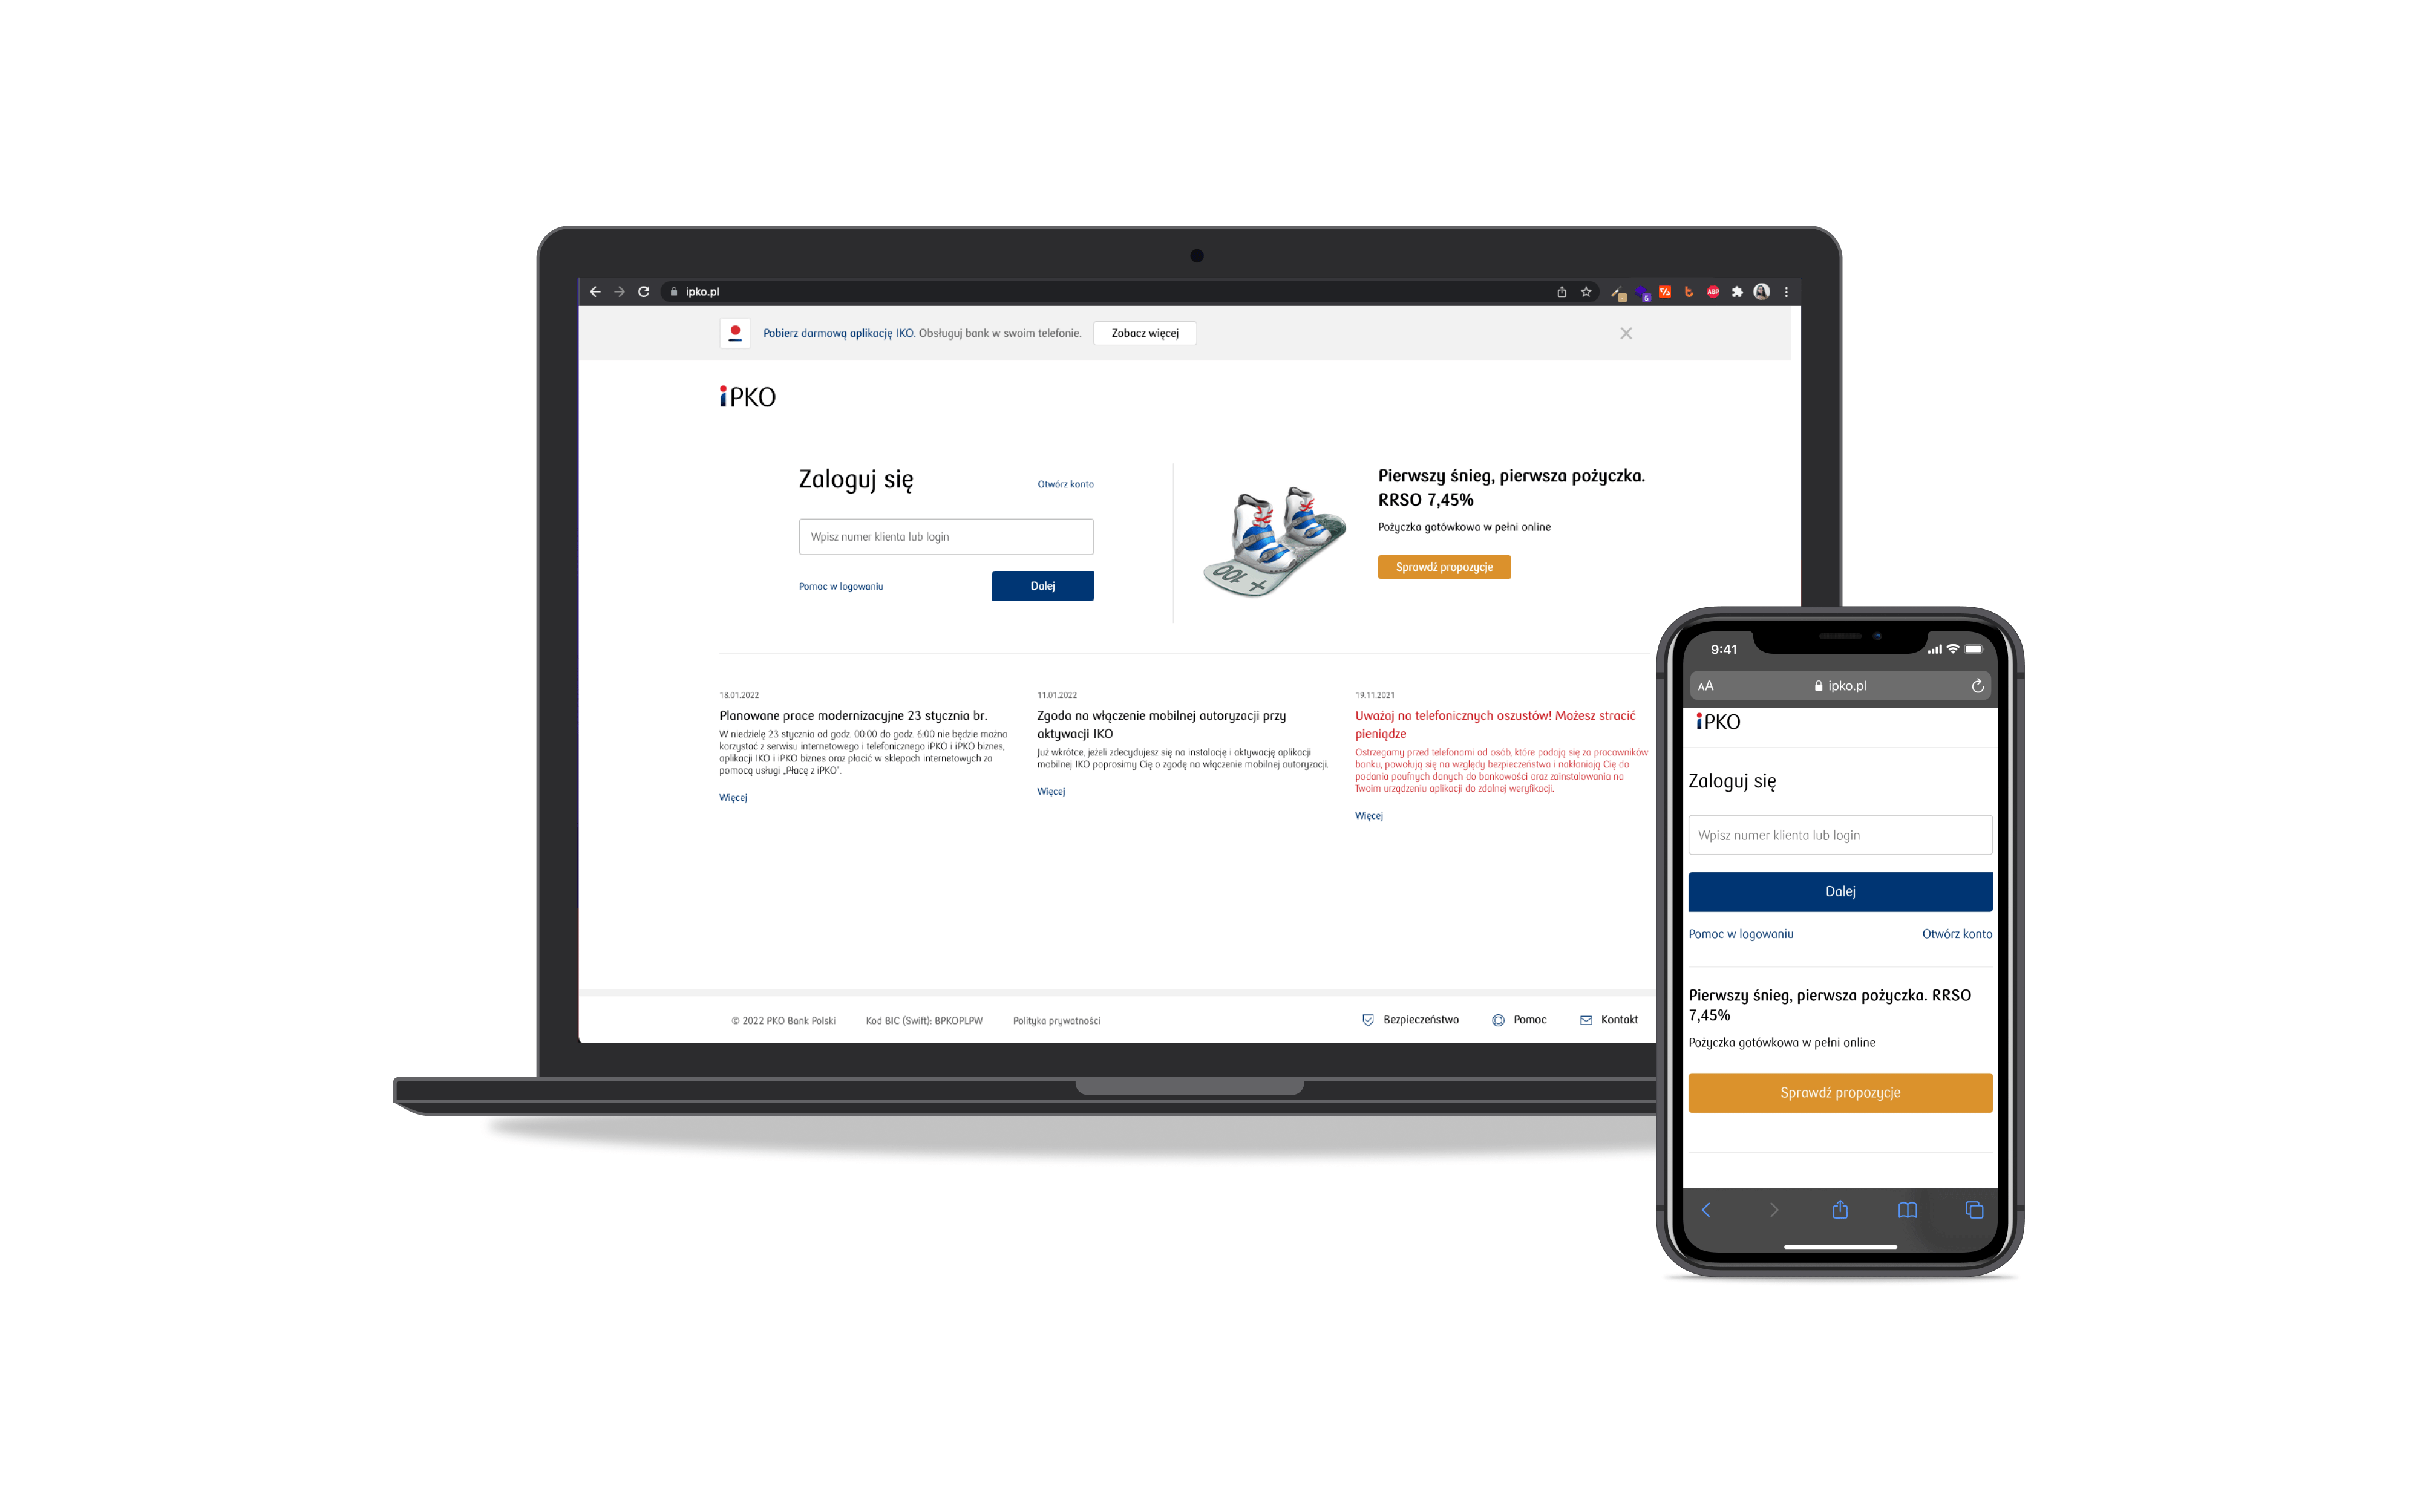 ipko.pl
ABP
6
Pobierz darmową aplikację IKO. Obsługuj bank w swoim telefonie.
Zobacz więcej
iPKO
Zaloguj się
Otwórz konto
Wpisz numer klienta lub login
Pomoc w logowaniu
Dalej
100
Pierwszy śnieg, pierwsza pożyczka.
RRSO 7,45%
Pożyczka gotówkowa w pełni online
Sprawdź propozycje
18.01.2022
Planowane prace modernizacyjne 23 stycznia br.
W niedzielę 23 stycznia od godz. 00:00 do godz. 6:00 nie będzie można
korzystać z serwisu internetowego i telefonicznego iPKO i iPKO biznes,
aplikacji IKO i iPKO biznes oraz płacić w sklepach internetowych za
pomocą usługi „Płacę z iPKO”.
Więcej
11.01.2022
Zgoda na włączenie mobilnej autoryzacji przy
aktywacji IKO
Już wkrótce, jeżeli zdecydujesz się na instalację i aktywację aplikacji
mobilnej IKO poprosimy Cię o zgodę na włączenie mobilnej autoryzacji.
Więcej
19.11.2021
Uważaj na telefonicznych oszustów! Możesz stracić
pieniądze
Ostrzegamy przed telefonami od osób, które podają się za pracowników
banku, powołują się na względy bezpieczeństwa i nakłaniają Cię do
podania poufnych danych do bankowości oraz zainstalowania na
Twoim urządzeniu aplikacji do zdalnej weryfikacji.
Więcej
© 2022 PKO Bank Polski
Kod BIC (Swift): BPKOPLPW
Polityka prywatności
Bezpieczeństwo
Pomoc
Kontakt
9:41
AA
ipko.pl
iPKO
Zaloguj się
Wpisz numer klienta lub login
Dalej
Pomoc w logowaniu
Otwórz konto
Pierwszy śnieg, pierwsza pożyczka. RRSO
7,45%
Pożyczka gotówkowa w pełni online
Sprawdź propozycje